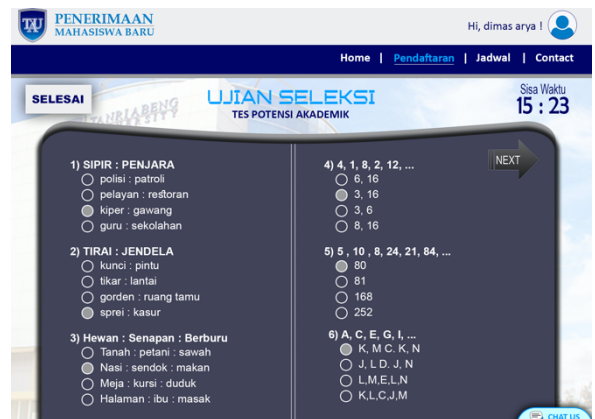 TAU
PENERIMAAN
MAHASISWA BARU
Hi, dimas arya !
Home | Pendaftaran | Jadwal | Contact
SELESAI
UJIAN SELEKSI
TES POTENSI AKADEMIK
Sisa Waktu
15 : 23
NEXT
1) SIPIR : PENJARA
polisi : patroli
pelayan : restoran
kiper : gawang
guru : sekolahan
2) TIRAI : JENDELA
kunci : pintu
tikar : lantai
gorden : ruang tamu
sprei : kasur
3) Hewan : Senapan : Berburu
Tanah : petani : sawah
Nasi : sendok : makan
Meja : kursi : duduk
Halaman : ibu : masak
4) 4, 1, 8, 2, 12, ...
6, 16
3, 16
3, 6
8, 16
5) 5 , 10 , 8, 24, 21, 84, ...
80
81
168
252
6) A, C, E, G, I, ...
K, M C. K, N
J, L D. J, N
L,M,E,L,N
K,L,C,J,M
CHAT US